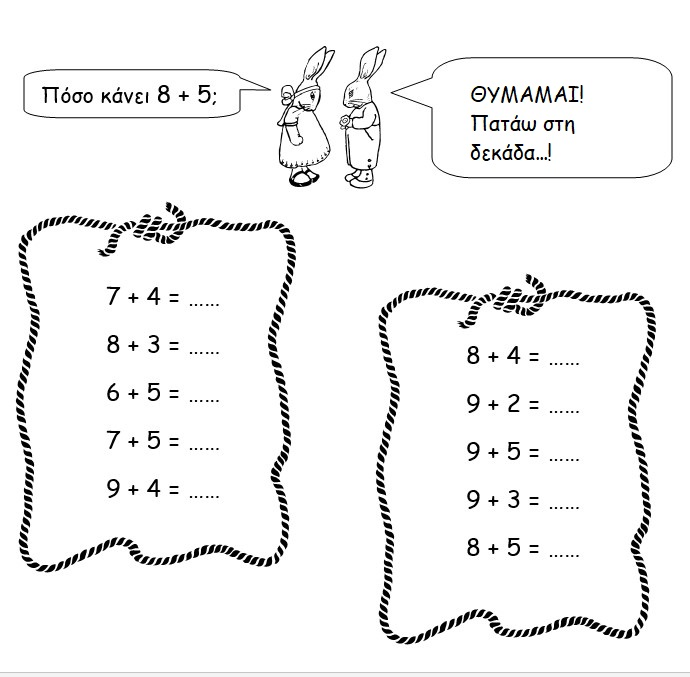 Πόσο κάνει 8 + 5;
ΘΥΜΑΜΑΙ!
Πατάω στη
δεκάδα…!
7 + 4 = ……
8 + 3 = ……
6 + 5 = ……
7 + 5 = ……
9 + 4 = ……
8 + 4 = ……
9 + 2 = ……
9 + 5 = ……
9 + 3 = ……
8 + 5 = ……